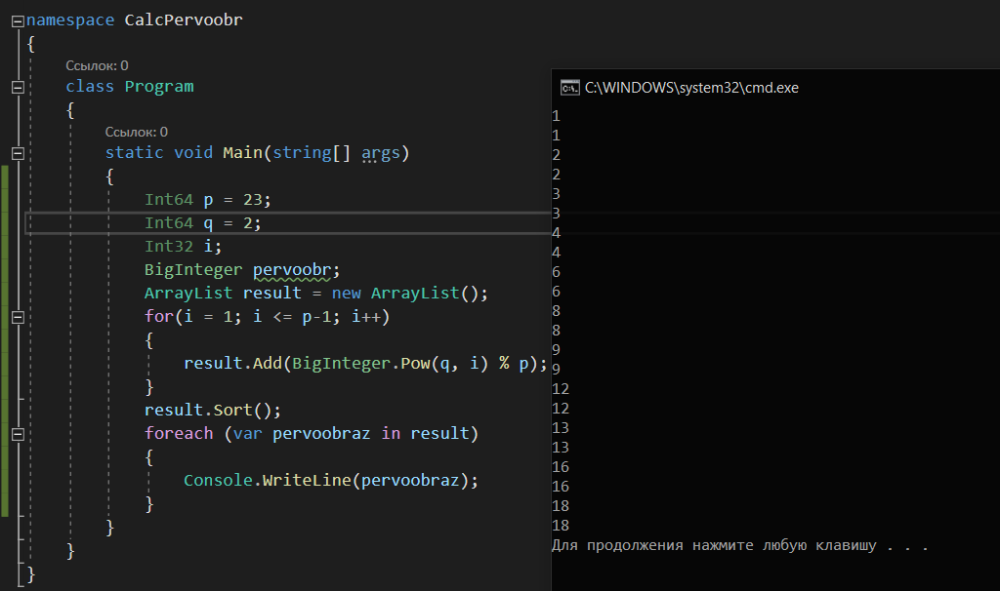 namespace CalcPervoobr
{
Ссылок: 0
class Program
{
Ссылок: 0
static void Main(string[] args)
{
Int64 p = 23;
Int64 q = 2;
Int32 i;
BigInteger pervoobr;
ArrayList result = new ArrayList();
for(i = 1; i <= p-1; i++)
{
result.Add(BigInteger.Pow(q, i) % p);
}
result.Sort();
foreach (var pervoobraz in result)
{
Console.WriteLine(pervoobraz);
}
}
}
}
C:\WINDOWS\system32\cmd.exe
1
1
2
2
3
3
4
4
6
6
8
8
9
9
12
12
13
13
16
16
18
18
Для продолжения нажмите любую клавишу . . .